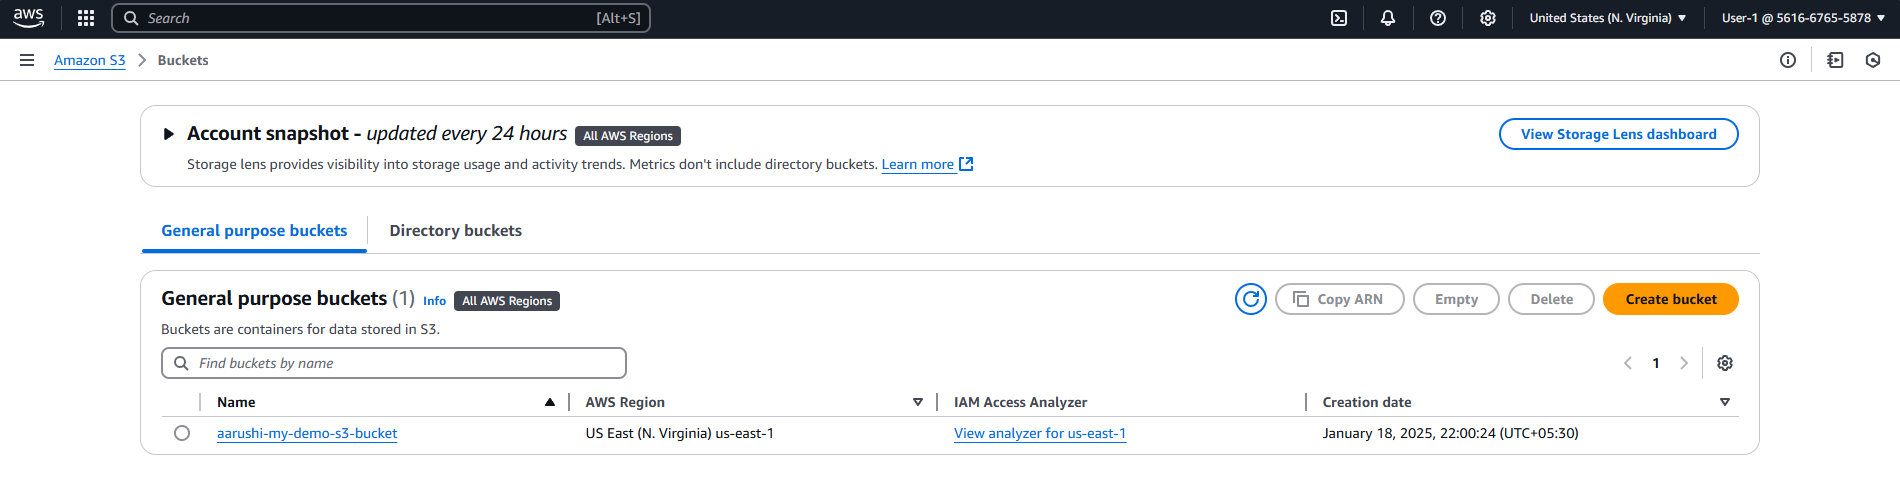 aws Search [Alt+S] United States (N. Virginia) User-1 @ 5616-6765-5878
Amazon S3 Buckets
Account snapshot - updated every 24 hours All AWS Regions View Storage Lens dashboard
Storage lens provides visibility into storage usage and activity trends. Metrics don't include directory buckets. Learn more
General purpose buckets Directory buckets
General purpose buckets (1) Info All AWS Regions Copy ARN Empty Delete Create bucket
Buckets are containers for data stored in S3.
Find buckets by name 1
Name AWS Region IAM Access Analyzer Creation date
aarushi-my-demo-s3-bucket US East (N. Virginia) us-east-1 View analyzer for us-east-1 January 18, 2025, 22:00:24 (UTC+05:30)